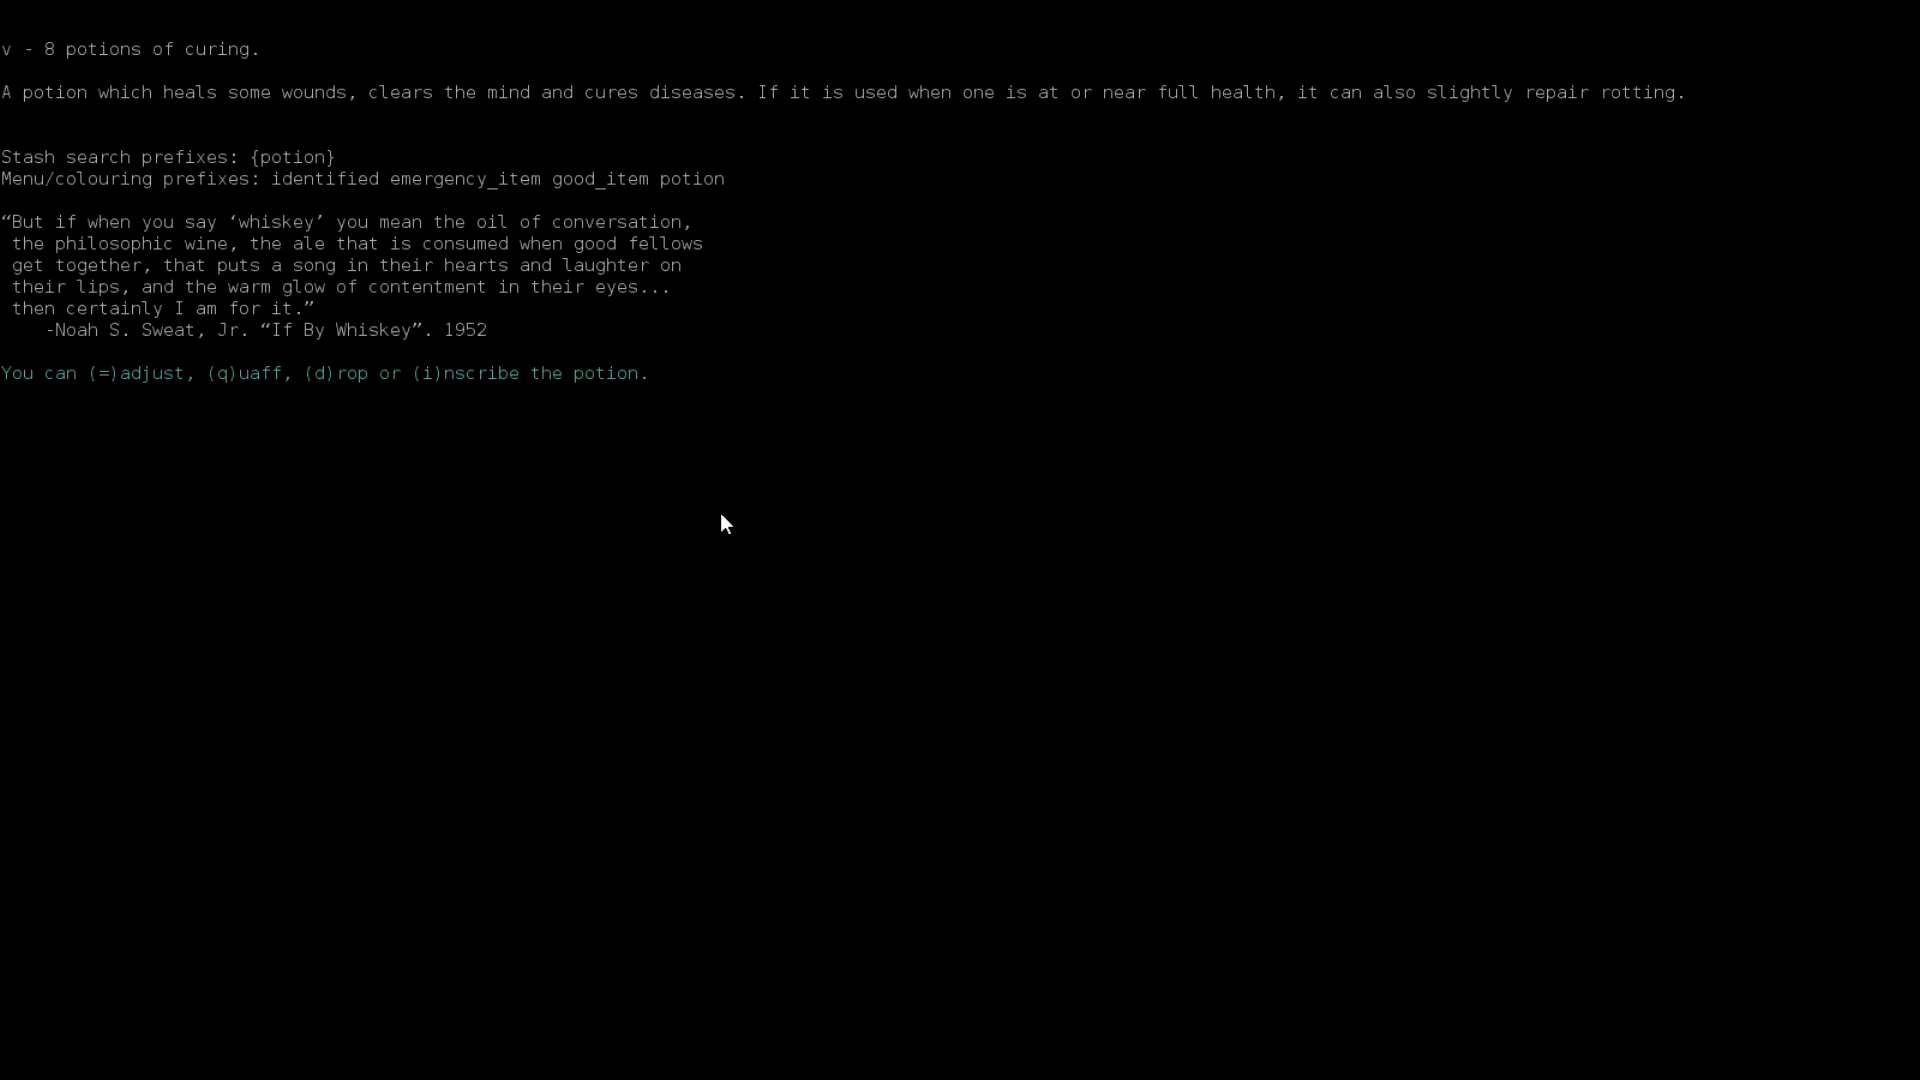 v - 8 potions of curing.
A potion which heals some wounds, clears the mind and cures diseases. If it is used when one is at or near full health, it can also slightly repair rotting.
Stash search prefixes: {potion}
Menu/colouring prefixes: identified emergency_item good_item potion
“But if when you say ‘whiskey’ you mean the oil of conversation,
the philosophic wine, the ale that is consumed when good fellows
get together, that puts a song in their hearts and laughter on
their lips, and the warm glow of contentment in their eyes...
then certainly I am for it.”
-Noah S. Sweat, Jr. “If By Whiskey”. 1952
You can (=)adjust, (q)uaff, (d)rop or (i)nscribe the potion.